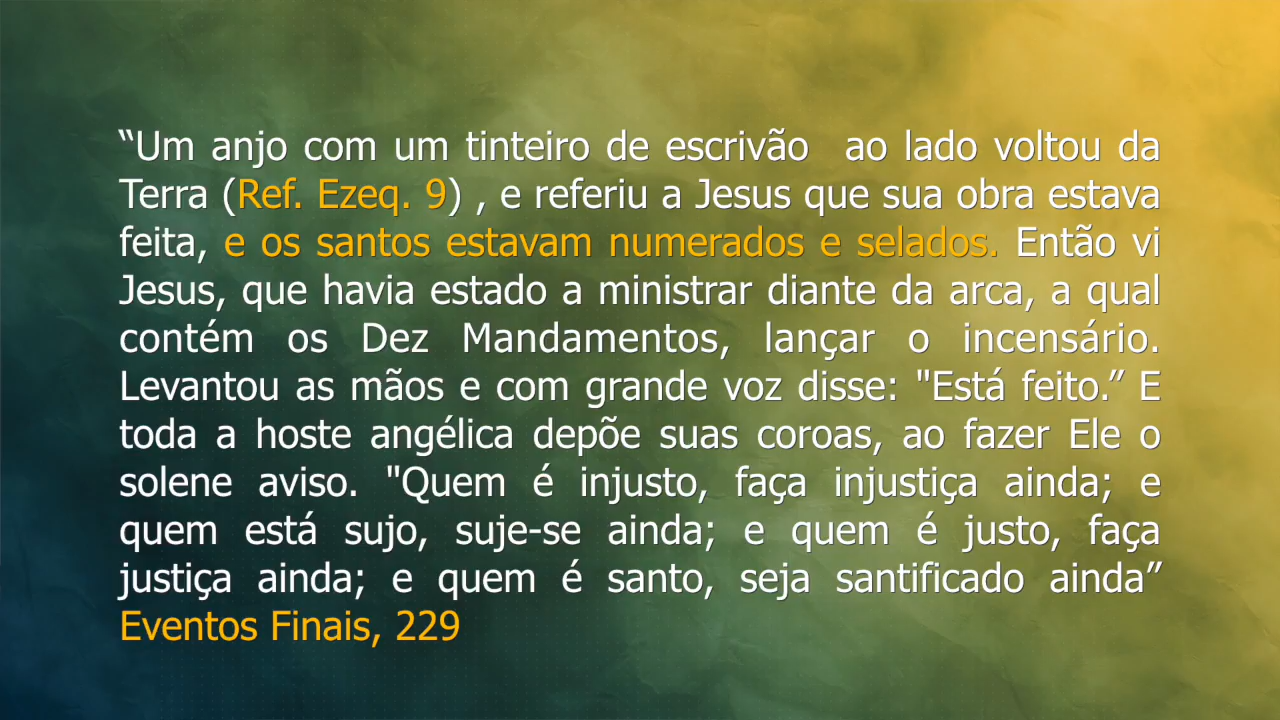 “Um anjo com um tinteiro de escrivão  ao lado voltou da
Terra (Ref. Ezeq. 9) , e referiu a Jesus que sua obra estava
feita, e os santos estavam numerados e selados. Então vi
Jesus, que havia estado a ministrar diante da arca, a qual
contém os Dez Mandamentos, lançar o incensário.
Levantou as mãos e com grande voz disse: "Está feito.” E
toda a hoste angélica depõe suas coroas, ao fazer Ele o
solene aviso. "Quem é injusto, faça injustiça ainda; e
quem está sujo, suje-se ainda; e quem é justo, faça
justiça ainda; e quem é santo, seja santificado ainda”
Eventos Finais, 229